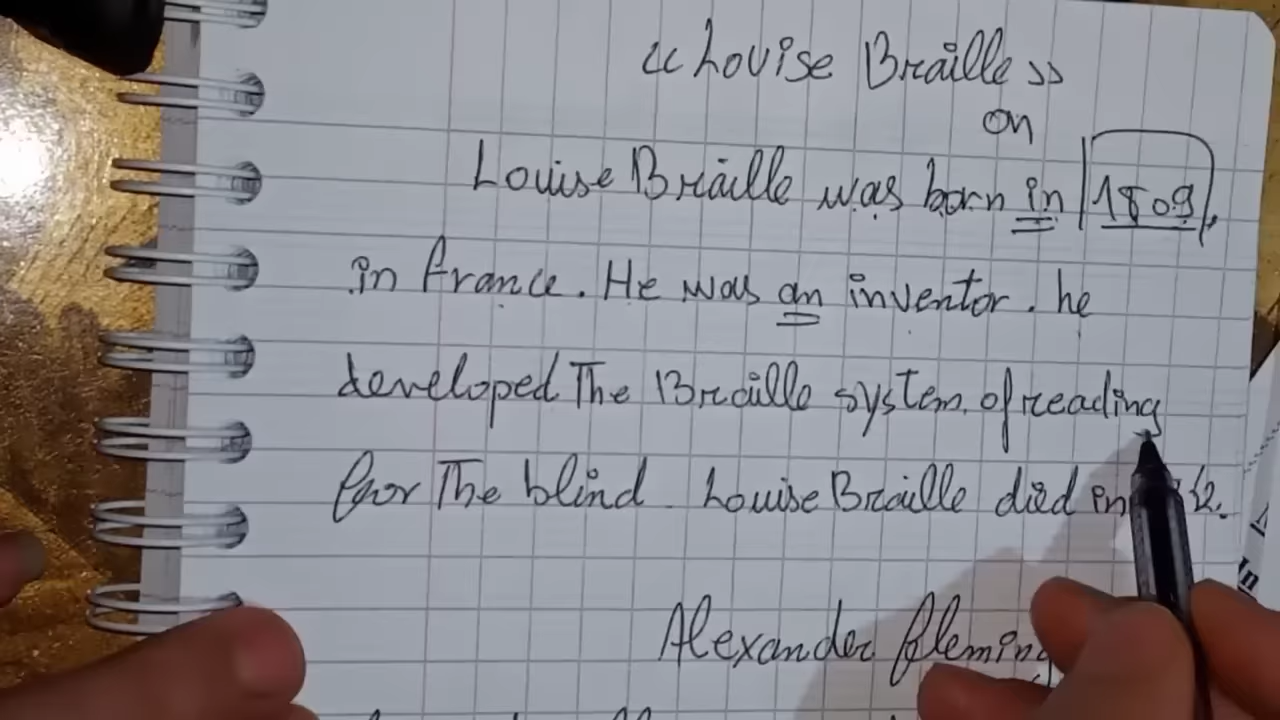 «Louise Braille»
on
Louise Braille was born in 1809,
in france. He was an inventor. he
developed The Braille system of reading
for The blind. Louise Braille died in
Alexander fleming
In